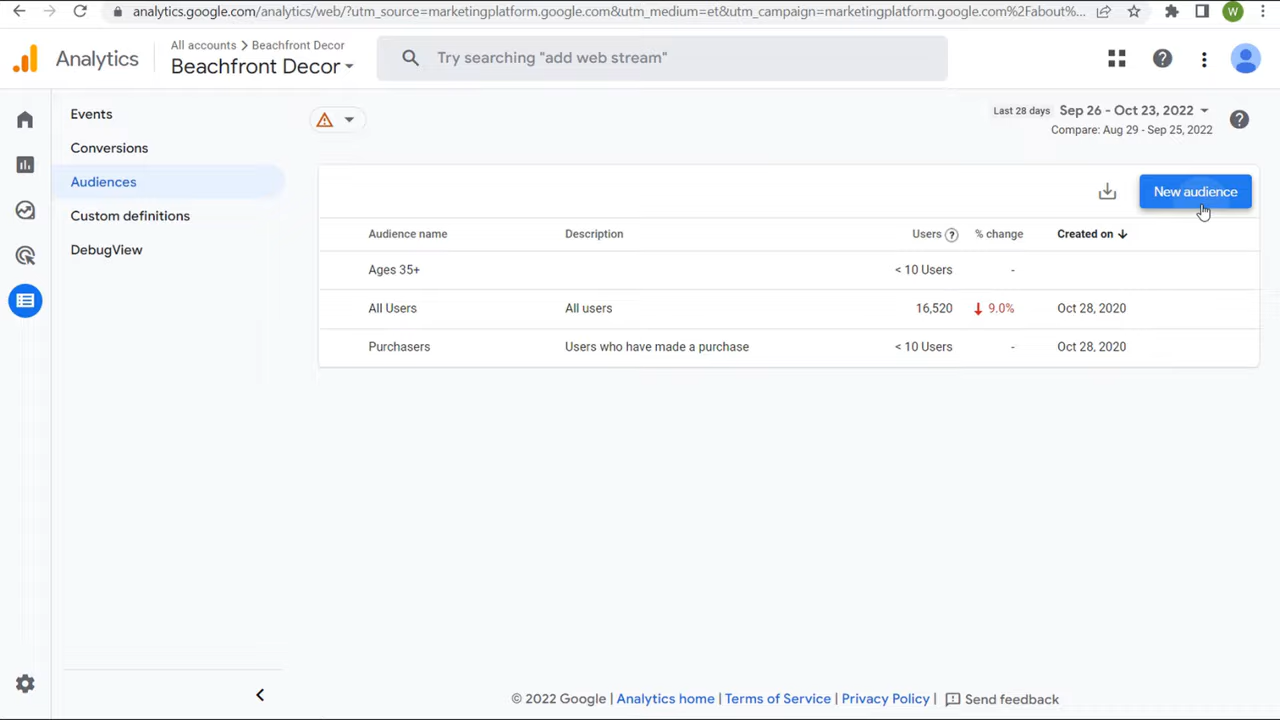 analytics.google.com/analytics/web/?utm_source=marketingplatform.google.com&utm_medium=et&utm_campaign=marketingplatform.google.com%2Fabout%...
W
Analytics
All accounts > Beachfront Decor
Beachfront Decor
Try searching "add web stream"
Events
Conversions
Audiences
Custom definitions
DebugView
Last 28 days Sep 26 - Oct 23, 2022
Compare: Aug 29 - Sep 25, 2022
New audience
Audience name Description Users % change Created on
Ages 35+ < 10 Users -
All Users All users 16,520 9.0% Oct 28, 2020
Purchasers Users who have made a purchase < 10 Users - Oct 28, 2020
© 2022 Google | Analytics home | Terms of Service | Privacy Policy | Send feedback